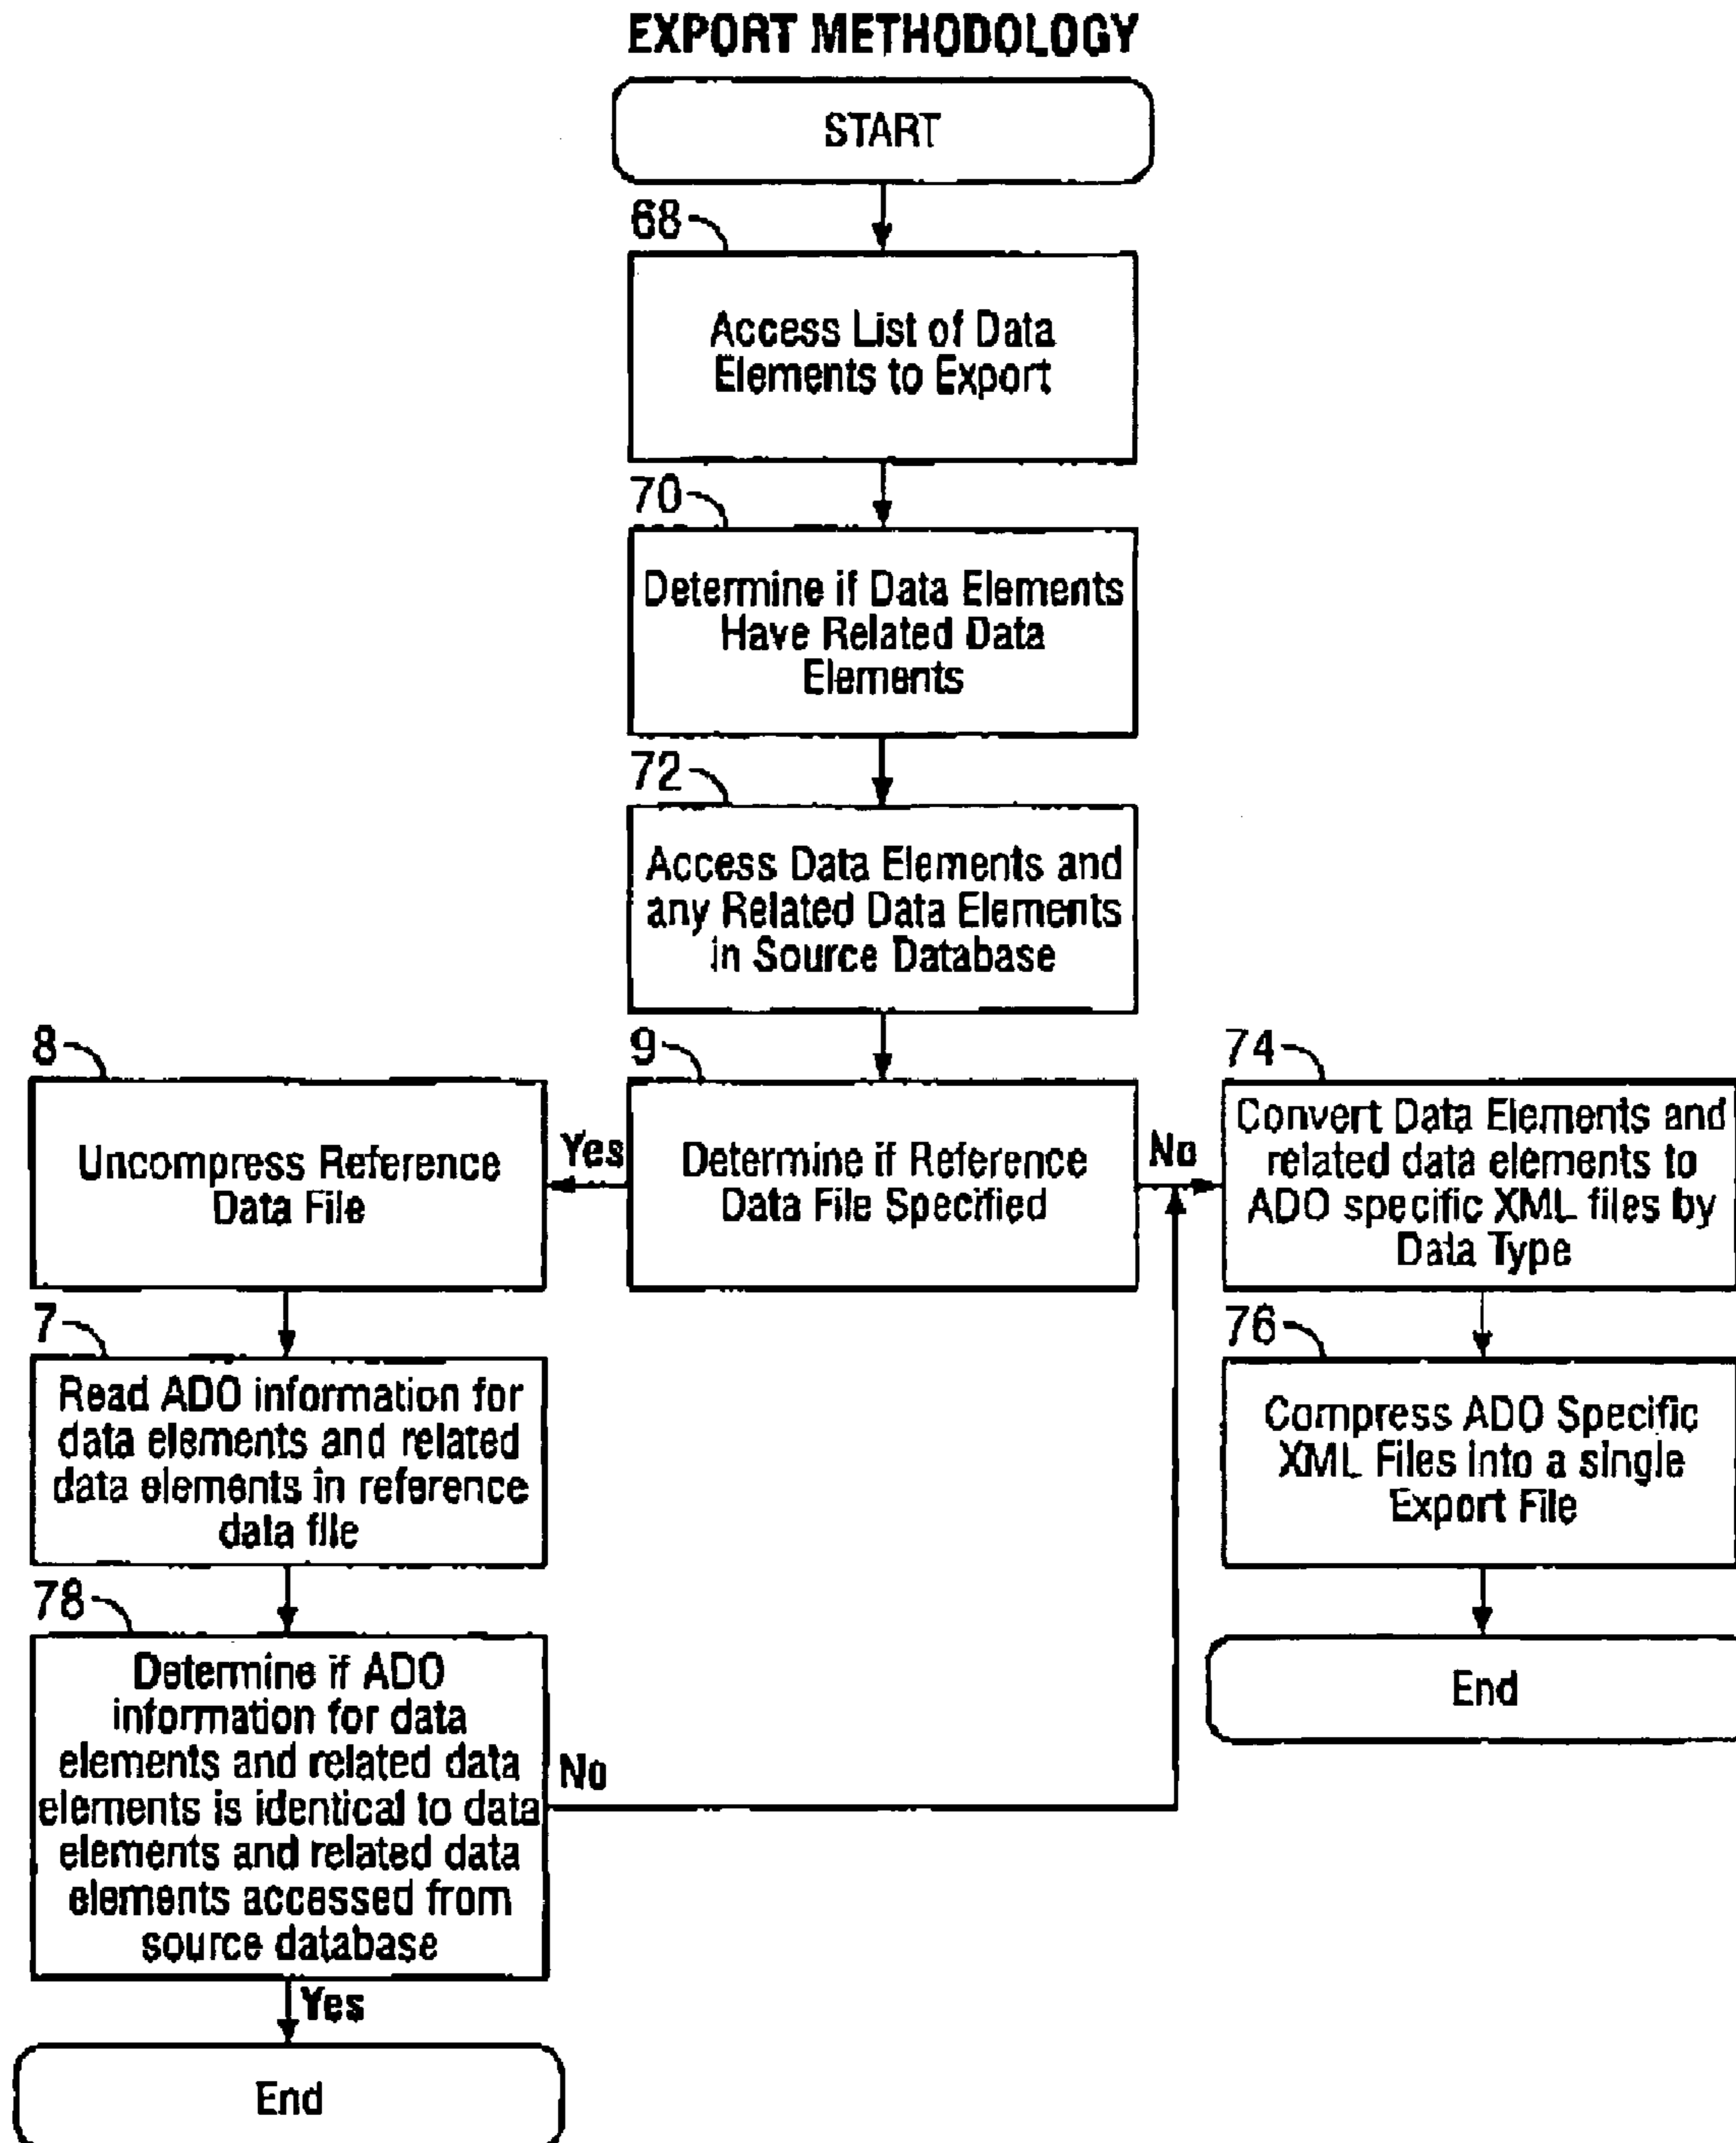 EXPORT METHODOLOGY
START
68
Access List of Data
Elements to Export
70
Determine if Data Elements
Have Related Data
Elements
72
Access Data Elements and
any Related Data Elements
in Source Database
8
Uncompress Reference
Data File
Yes
9
Determine if Reference
Data File Specified
No
74
Convert Data Elements and
related data elements to
ADO specific XML files by
Data Type
7
Read ADO information for
data elements and related
data elements in reference
data file
76
Compress ADO Specific
XML Files into a single
Export File
78
Determine if ADO
information for data
elements and related data
elements is identical to data
elements and related data
elements accessed from
source database
No
End
Yes
End